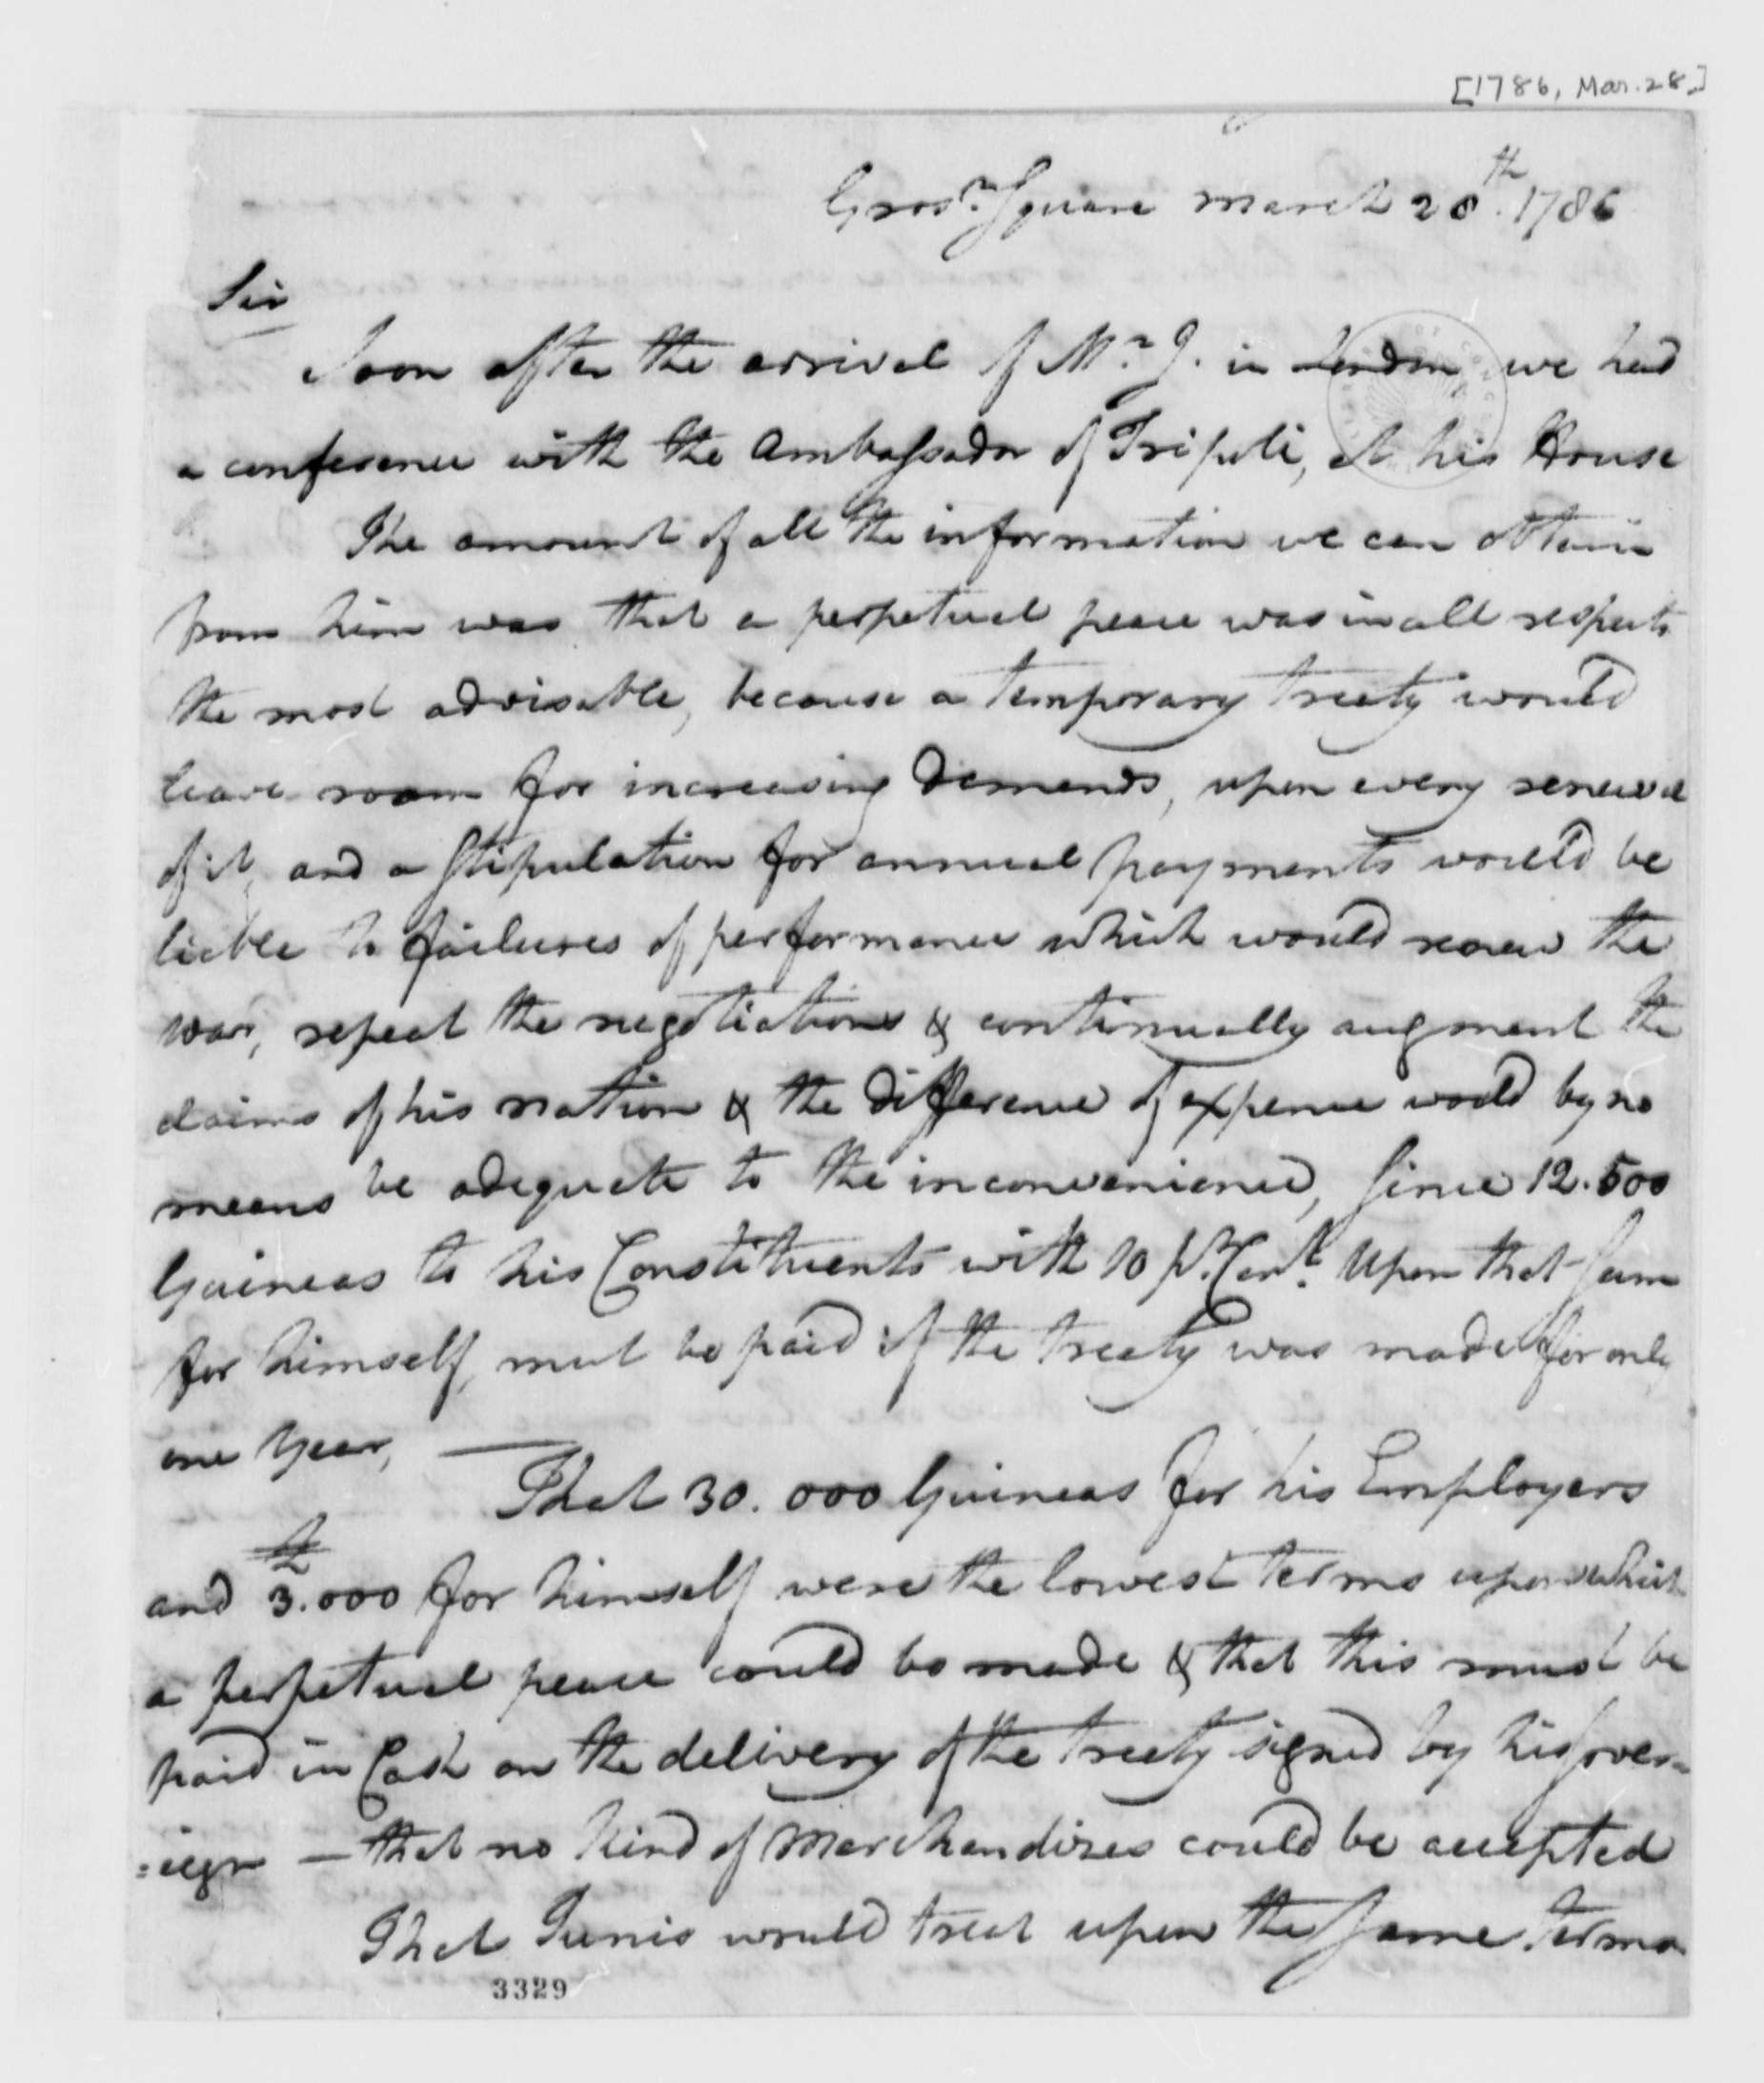 [1786, Mar. 28.]
Grosr. Square March 28th. 1786
Sir
Soon after the arrival of Mr. J. in London we had
a conference with the Ambassador of Tripoli, at his House
The amount of all the information we can obtain
from him was that a perpetual peace was in all respects
the most advisable, because a temporary treaty would
leave room for increasing demands, upon every renewal
of it, and a Stipulation for annual payments would be
liable to failures of performance which would renew the
war, repeat the negotiations & continually augment the
claims of his nation & the difference of expence would by no
means be adequate to the inconvenience, Since 12.500
Guineas to his Constituents with 10 pr. Cent. Upon that Sum
for himself, must be paid if the treaty was made for only
one Year,
— That 30.000 Guineas for his Employers
and 3.000 for himself were the lowest terms upon which
a perpetual peace could be made & that this must be
paid in Cash on the delivery of the treaty signed by his sover=
=eign — that no kind of Merchandizes could be accepted
That Tunis would treat upon the Same terms
3329